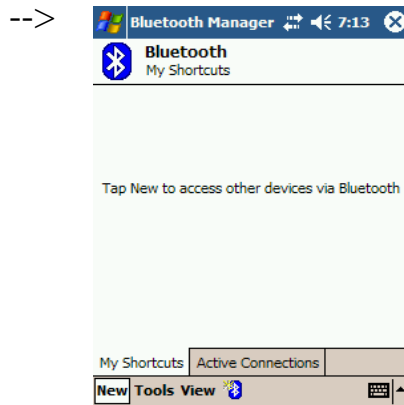 -->
Bluetooth Manager 7:13
Bluetooth
My Shortcuts
Tap New to access other devices via Bluetooth
My Shortcuts Active Connections
New Tools View